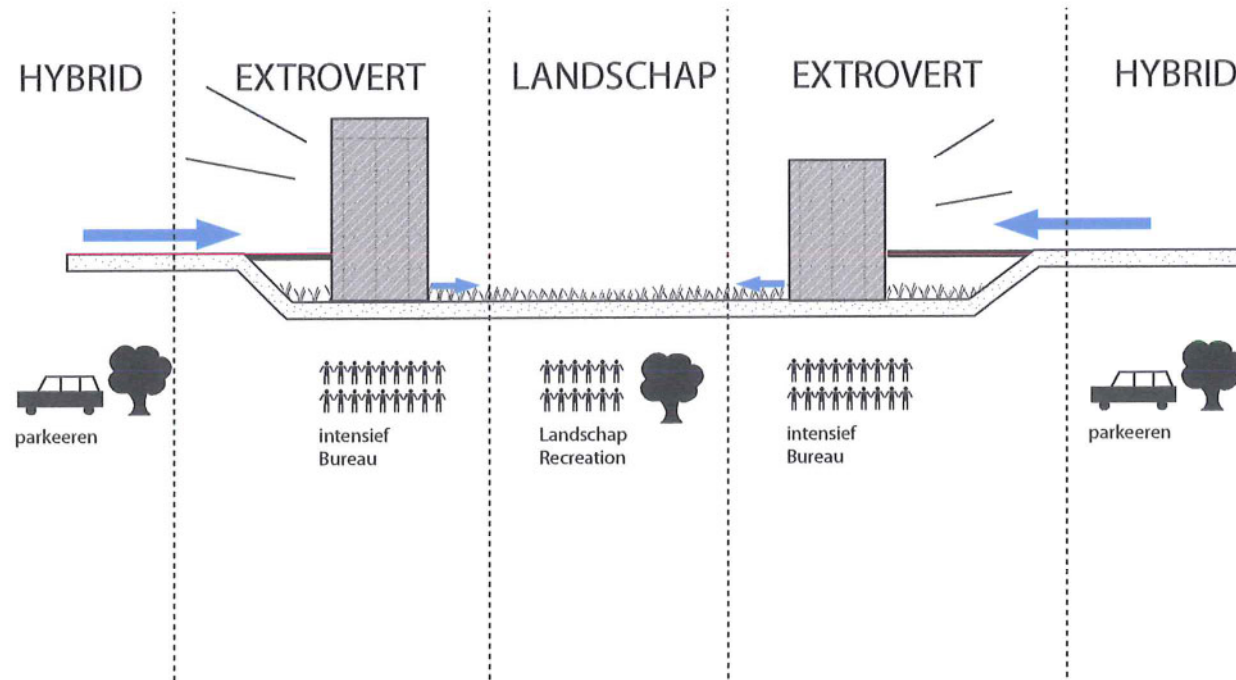 HYBRID
EXTROVERT
LANDSCHAP
EXTROVERT
HYBRID
parkeeren
intensief
Bureau
Landschap
Recreation
intensief
Bureau
parkeeren